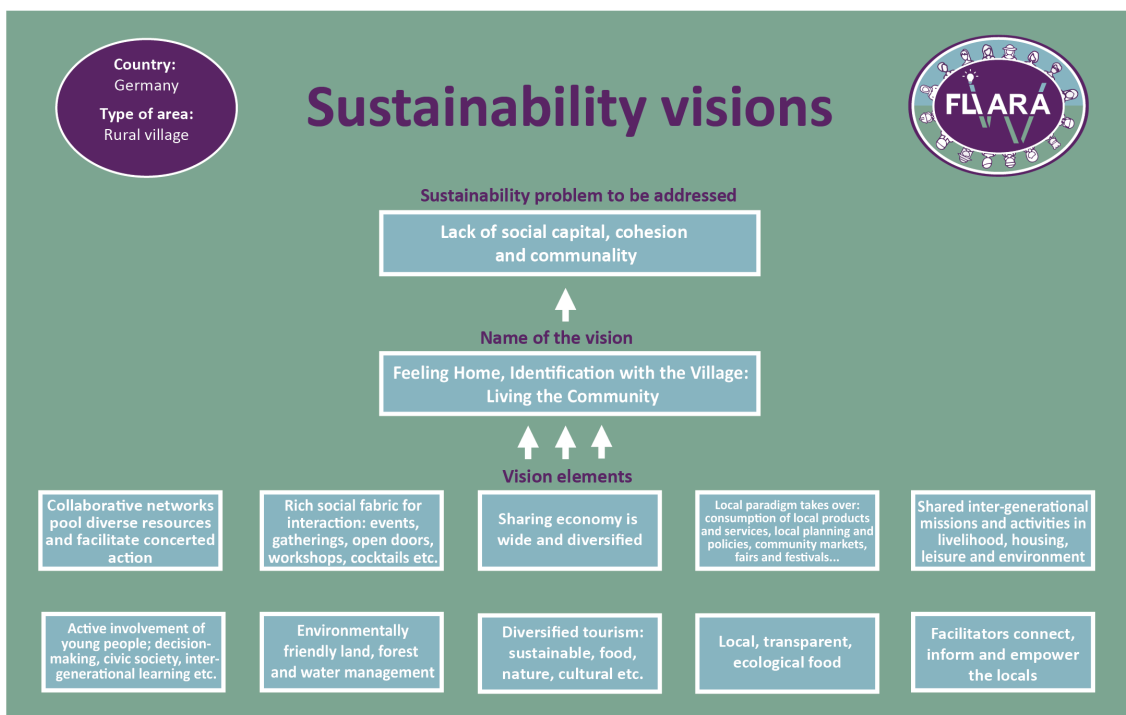 Country:
Germany
Type of area:
Rural village
Sustainability visions
FLIARA
Sustainability problem to be addressed
Lack of social capital, cohesion
and communality
Name of the vision
Feeling Home, Identification with the Village:
Living the Community
Vision elements
Collaborative networks
pool diverse resources
and facilitate concerted
action
Rich social fabric for
interaction: events,
gatherings, open doors,
workshops, cocktails etc.
Sharing economy is
wide and diversified
Local paradigm takes over:
consumption of local products
and services, local planning and
policies, community markets,
fairs and festivals...
Shared inter-generational
missions and activities in
livelihood, housing,
leisure and environment
Active involvement of
young people; decision-
making, civic society, inter-
generational learning etc.
Environmentally
friendly land, forest
and water management
Diversified tourism:
sustainable, food,
nature, cultural etc.
Local, transparent,
ecological food
Facilitators connect,
inform and empower
the locals